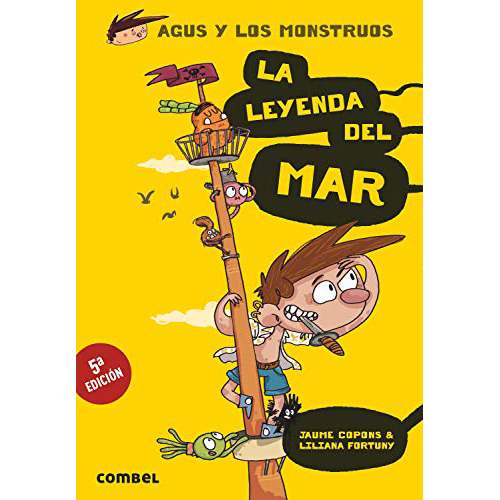 AGUS Y LOS MONSTRUOS
LA
LEYENDA
DEL
MAR
5ª
EDICIÓN
JAUME COPONS &
LILIANA FORTUNY
COMBEL